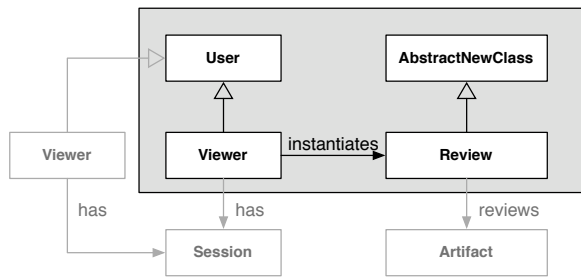 User
AbstractNewClass
instantiates
Viewer
Viewer
Review
has
has
reviews
Session
Artifact